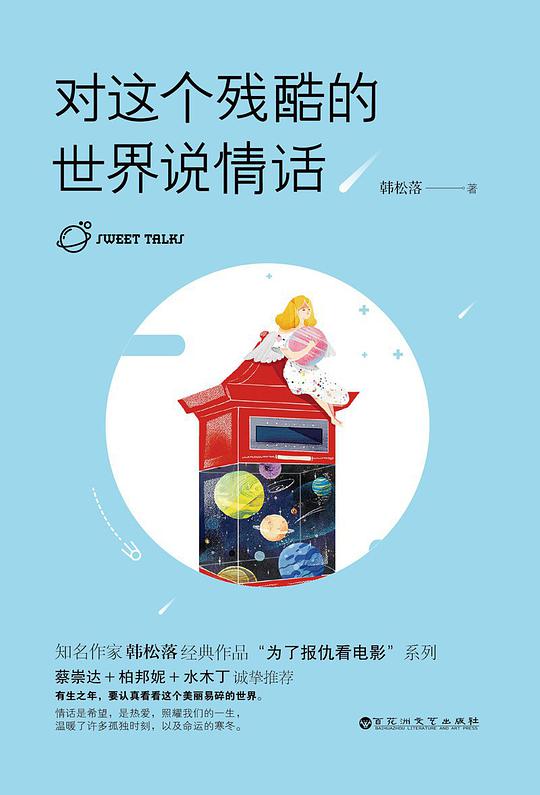 对这个残酷的
世界说情话
韩松落 著
SWEET TALKS
知名作家韩松落经典作品“为了报仇看电影”系列
蔡崇达+柏邦妮+水木丁 诚挚推荐
有生之年，要认真看看这个美丽易碎的世界。
情话是希望，是热爱，照耀我们的一生，
温暖了许多孤独时刻，以及命运的寒冬。
百花洲文艺出版社
BAIHUAZHOU LITERATURE AND ART PRESS